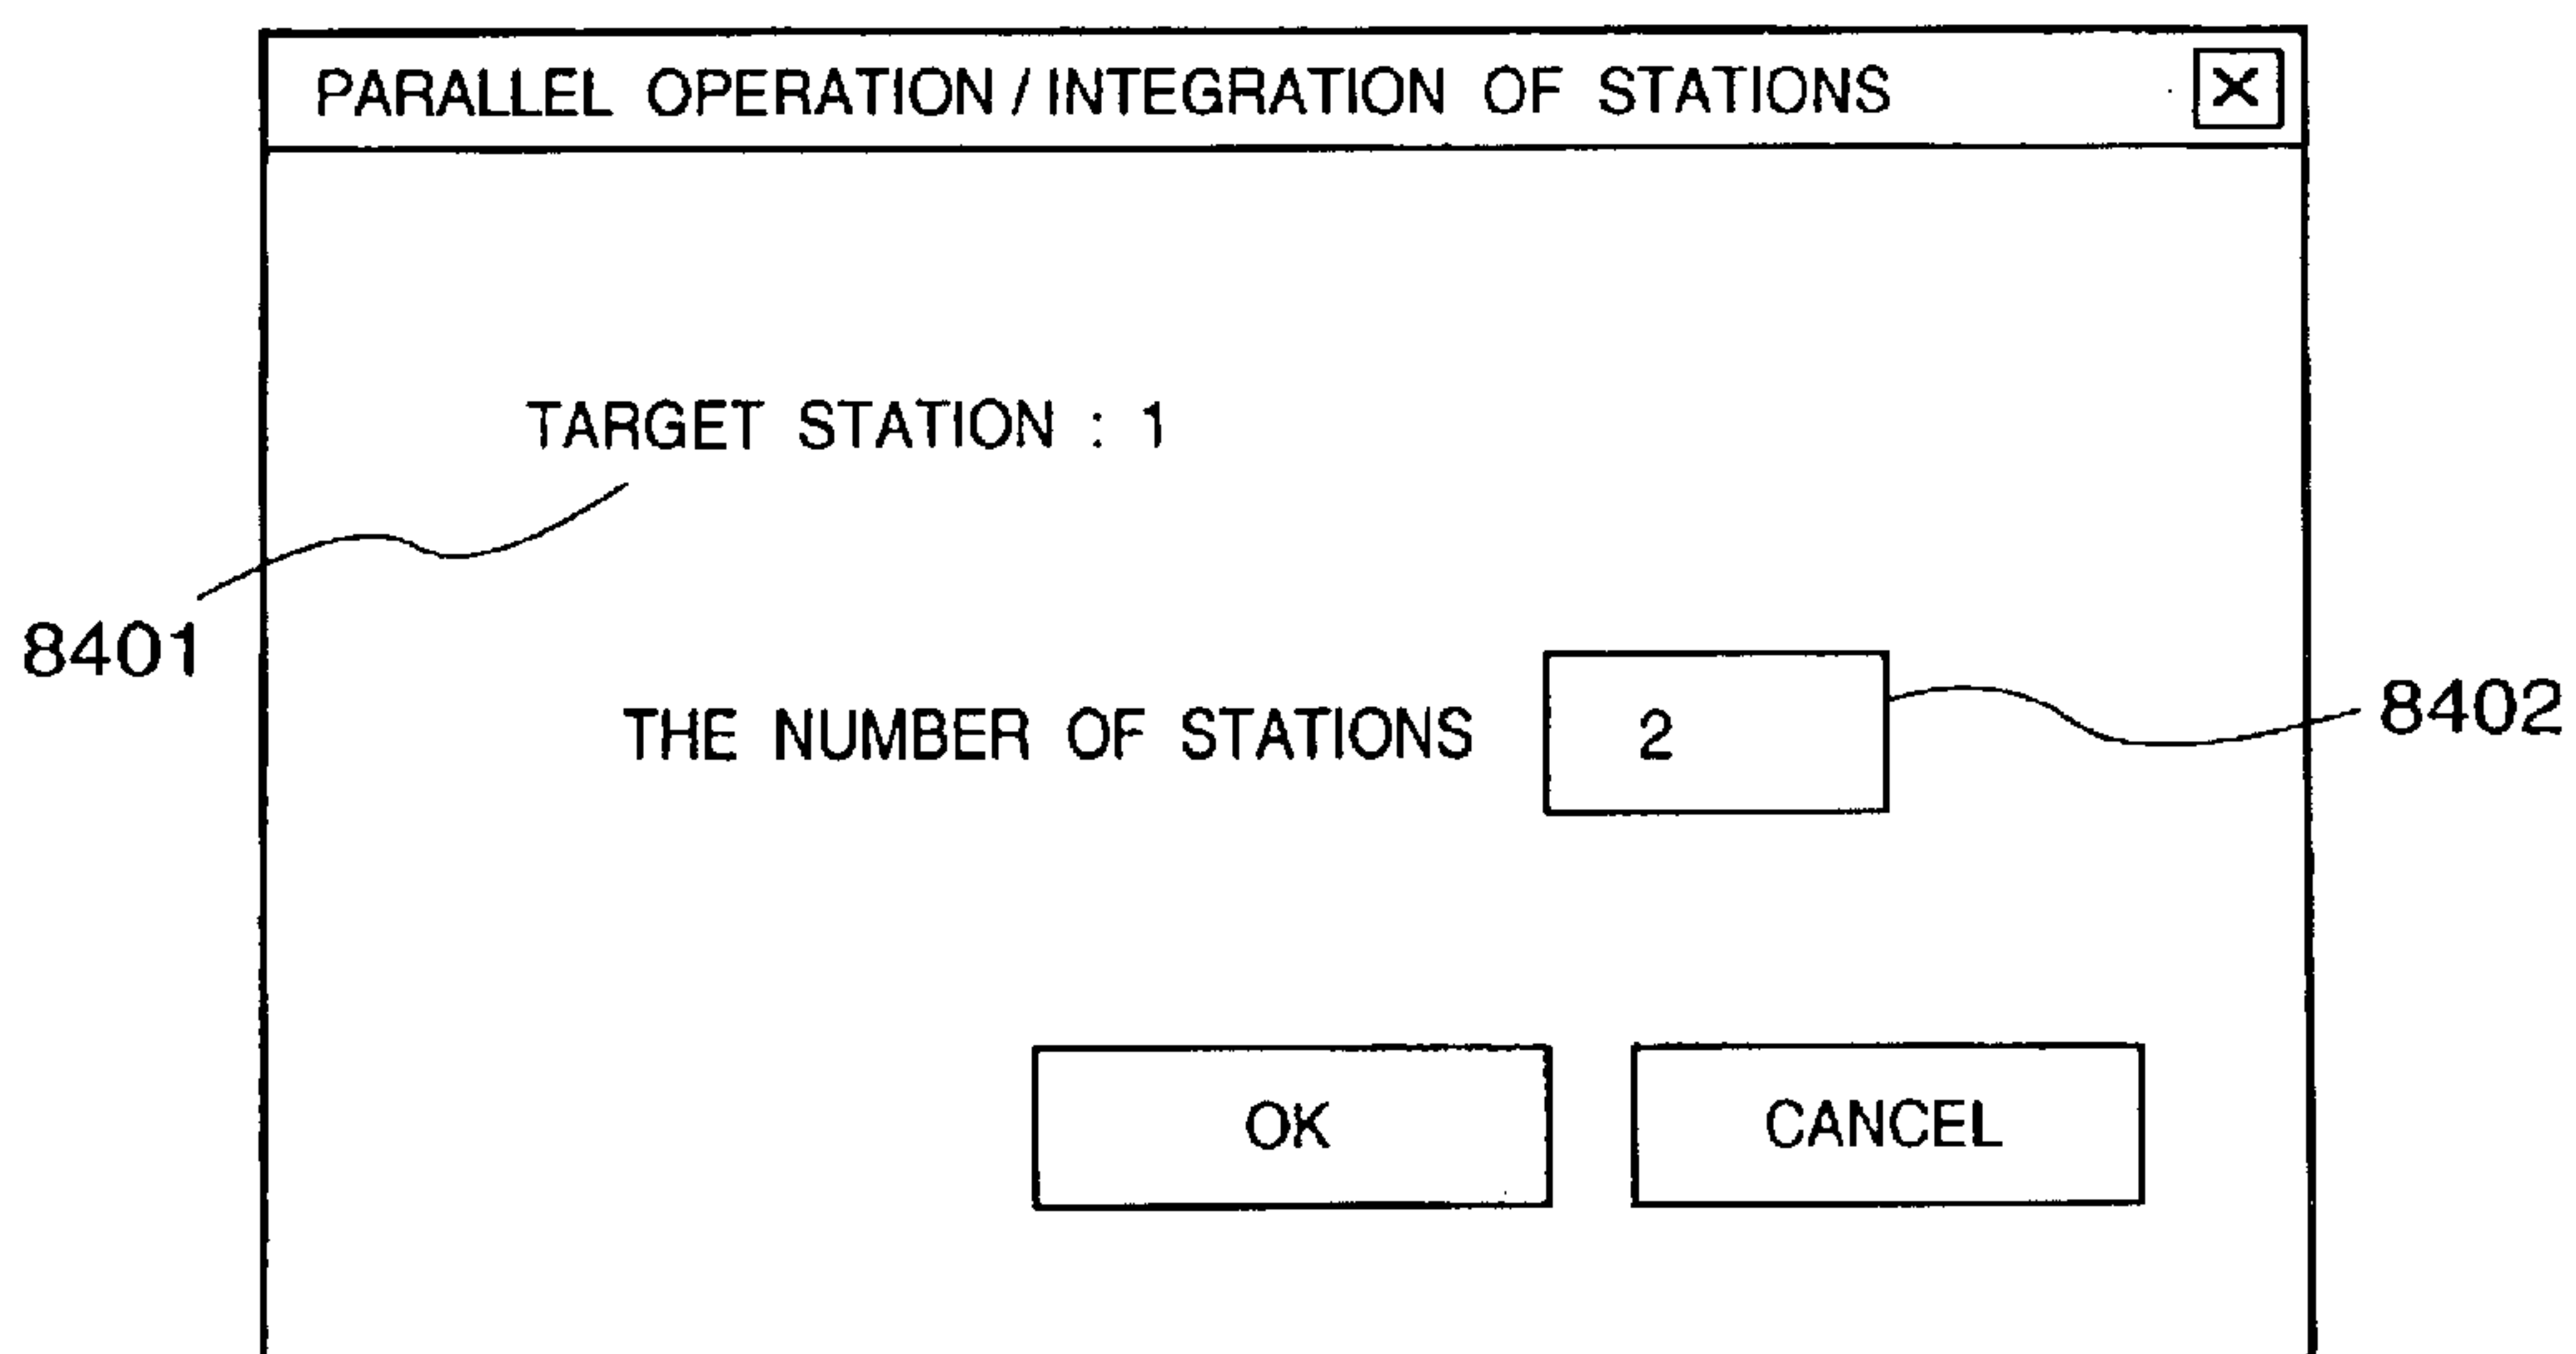 PARALLEL OPERATION / INTEGRATION OF STATIONS X
TARGET STATION : 1
8401
THE NUMBER OF STATIONS 2 8402
OK CANCEL